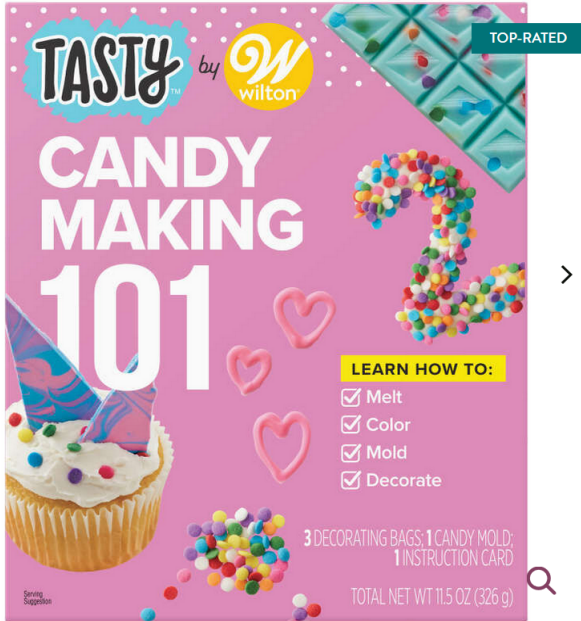 TOP-RATED
TASTY™
by
wilton®
CANDY
MAKING
101
LEARN HOW TO:
Melt
Color
Mold
Decorate
3 DECORATING BAGS; 1 CANDY MOLD;
1 INSTRUCTION CARD
Serving
Suggestion
TOTAL NET WT 11.5 OZ (326 g)